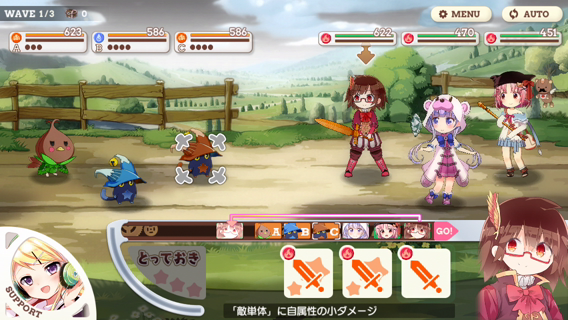 WAVE 1/3 0
MENU
AUTO
623
A
586
B
586
C
622
470
451
A B C GO!
とっておき
SUPPORT
「敵単体」に自属性の小ダメージ